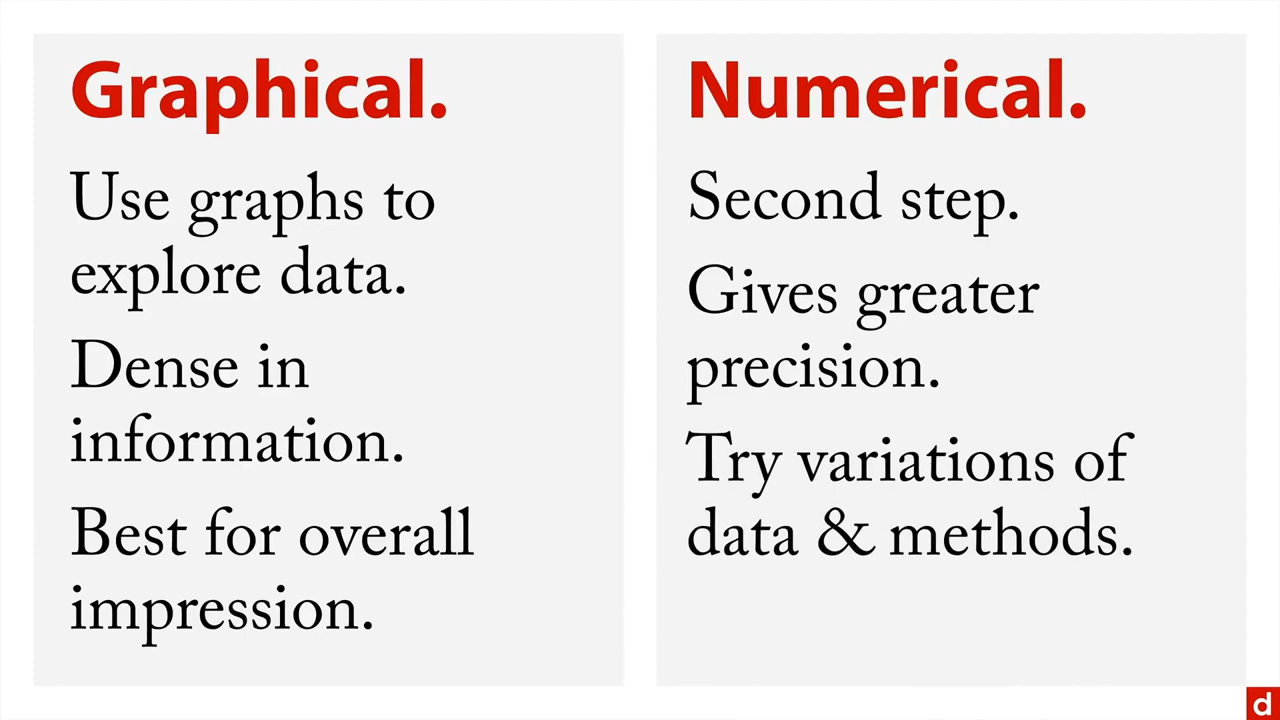 Graphical.
Use graphs to
explore data.
Dense in
information.
Best for overall
impression.
Numerical.
Second step.
Gives greater
precision.
Try variations of
data & methods.
d